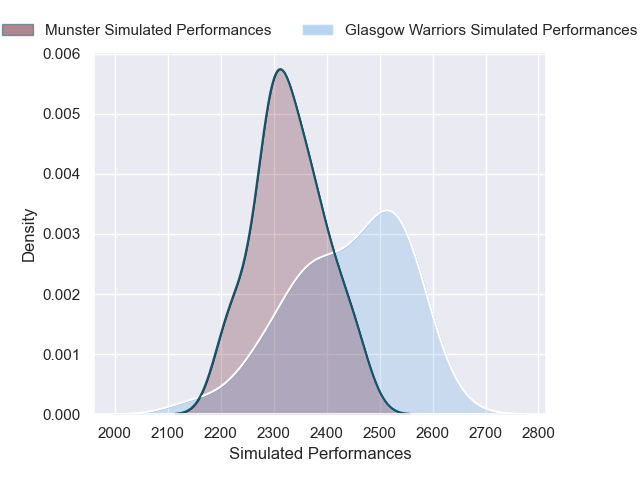 Munster Simulated Performances Glasgow Warriors Simulated Performances
0.006
0.005
0.004
0.003
0.002
0.001
0.000
Density
2000 2100 2200 2300 2400 2500 2600 2700 2800
Simulated Performances